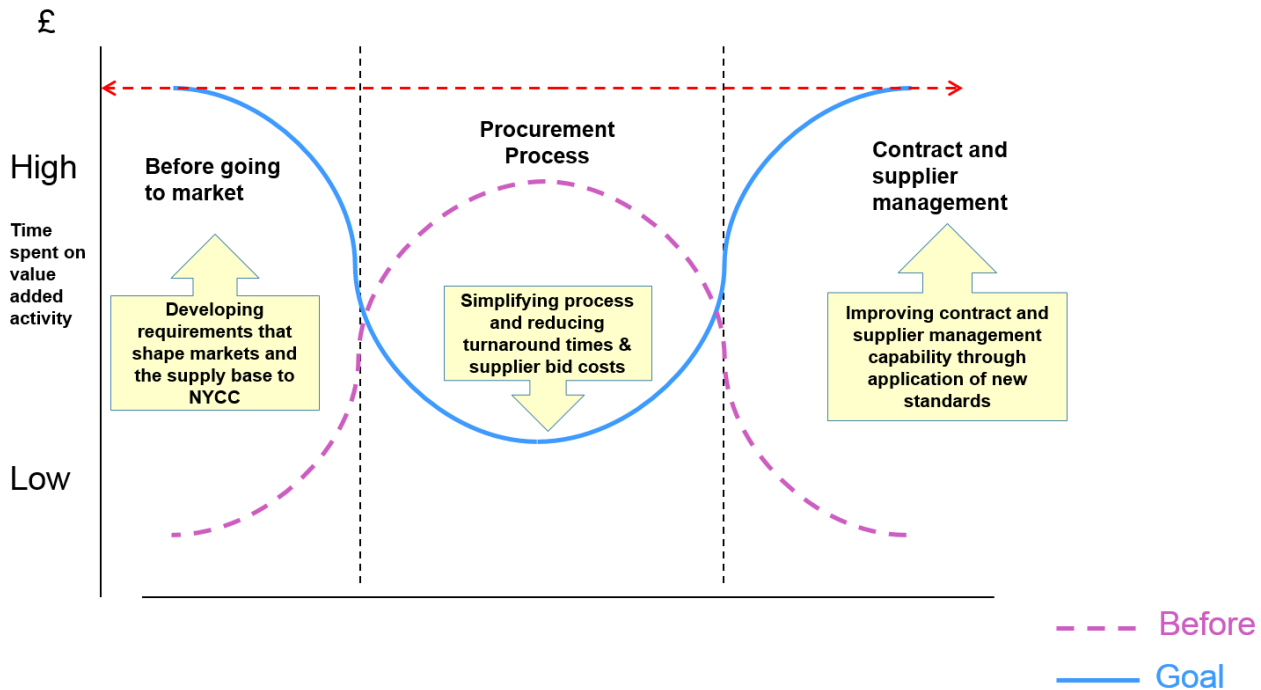 £
High
Time
spent on
value
added
activity
Low
Before going
to market
Developing
requirements that
shape markets and
the supply base to
NYCC
Procurement
Process
Simplifying process
and reducing
turnaround times &
supplier bid costs
Contract and
supplier
management
Improving contract and
supplier management
capability through
application of new
standards
Before
Goal